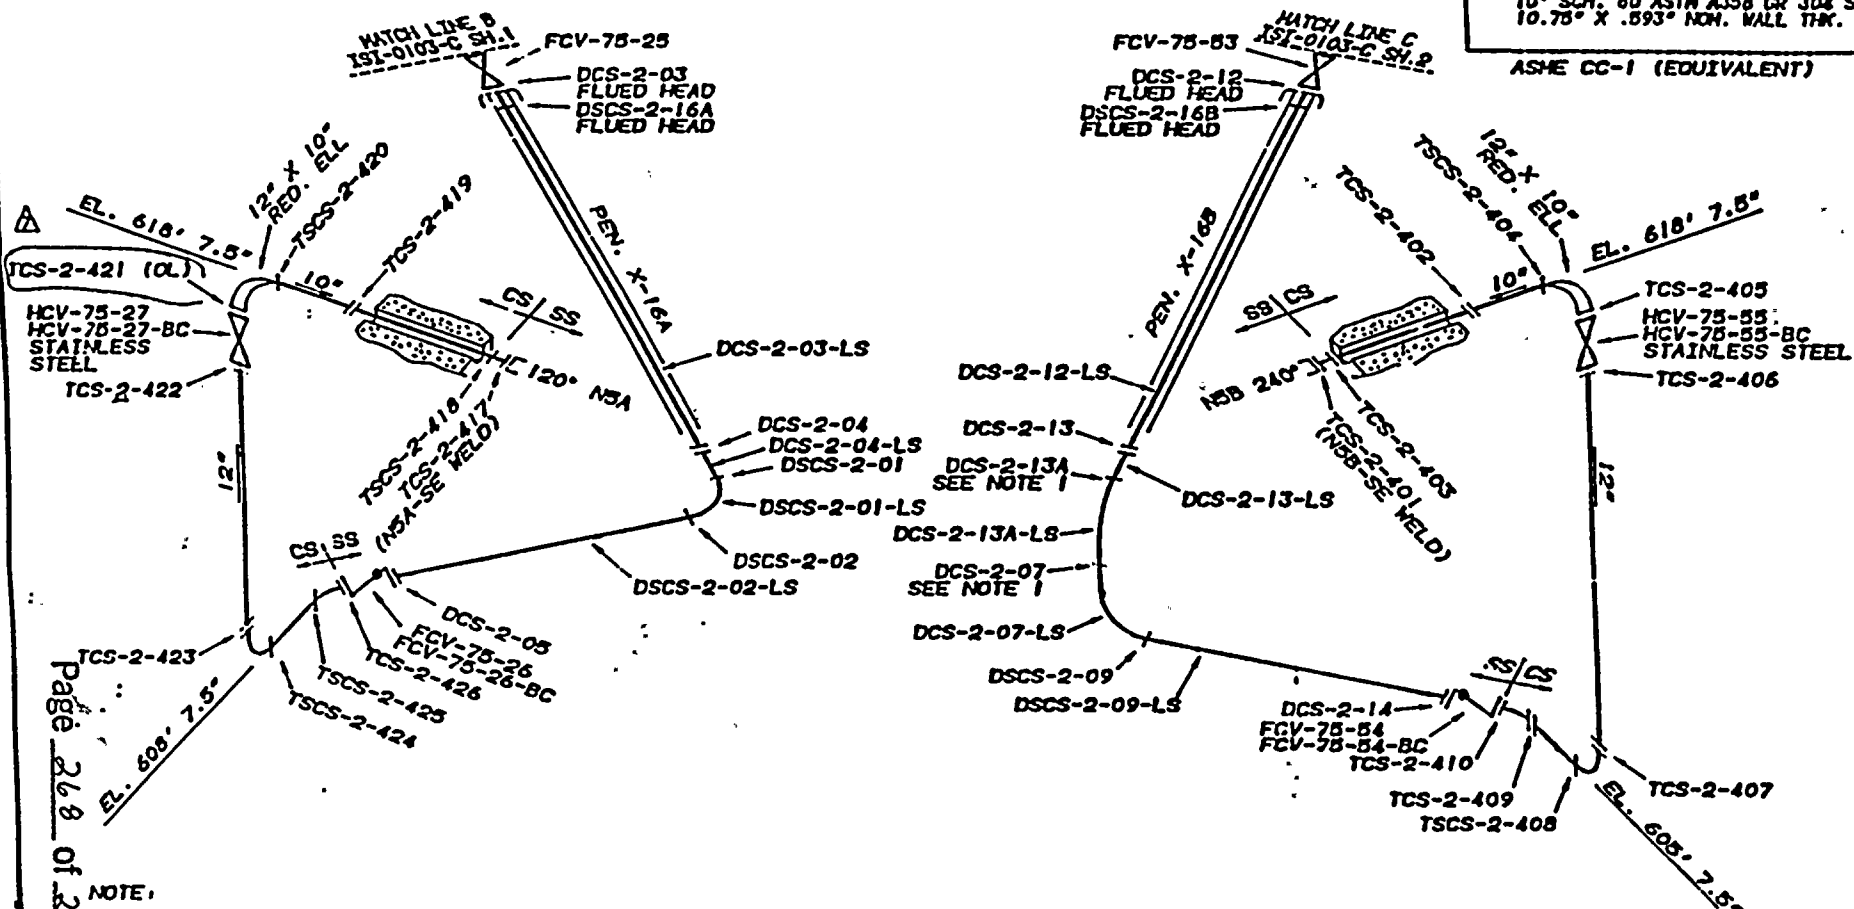 MATCH LINE B
ISI-0103-C SH.1
FCV-75-25
DCS-2-03
FLUED HEAD
DSCS-2-16A
FLUED HEAD
PEN. X-16A
12" X 10"
RED. ELL
TSCS-2-420
TCS-2-419
EL. 618' 7.5"
TCS-2-421 (OL)
10"
HCV-75-27
HCV-75-27-BC
STAINLESS
STEEL
TCS-2-422
CS SS
120° N5A
TSCS-2-418
TCS-2-417
(N5A-SE WELD)
DCS-2-03-LS
DCS-2-04
DCS-2-04-LS
DSCS-2-01
DSCS-2-01-LS
DSCS-2-02
DSCS-2-02-LS
12"
CS SS
DCS-2-05
FCV-75-26
FCV-75-26-BC
TCS-2-426
TSCS-2-425
TSCS-2-424
TCS-2-423
EL. 605' 7.5"
Page 268 of
NOTE:
MATCH LINE C
ISI-0103-C SH.2
FCV-75-53
DCS-2-12
FLUED HEAD
DSCS-2-16B
FLUED HEAD
PEN. X-16B
10" SCH. 80 ASTM A358 GR 304
10.75" X .593" NOM. WALL THK.
ASME CC-1 (EQUIVALENT)
12" X 10"
RED. ELL
TSCS-2-404
TCS-2-402
EL. 618' 7.5"
10"
TCS-2-405
HCV-75-55
HCV-75-55-BC
STAINLESS STEEL
TCS-2-406
SS CS
N5B 240°
TCS-2-403
TCS-2-401
(N5B-SE WELD)
DCS-2-12-LS
DCS-2-13
DCS-2-13A
SEE NOTE 1
DCS-2-13-LS
DCS-2-13A-LS
DCS-2-07
SEE NOTE 1
DCS-2-07-LS
DSCS-2-09
DSCS-2-09-LS
12"
SS CS
DCS-2-14
FCV-75-54
FCV-75-54-BC
TCS-2-410
TCS-2-409
TSCS-2-408
TCS-2-407
EL. 605' 7.5"